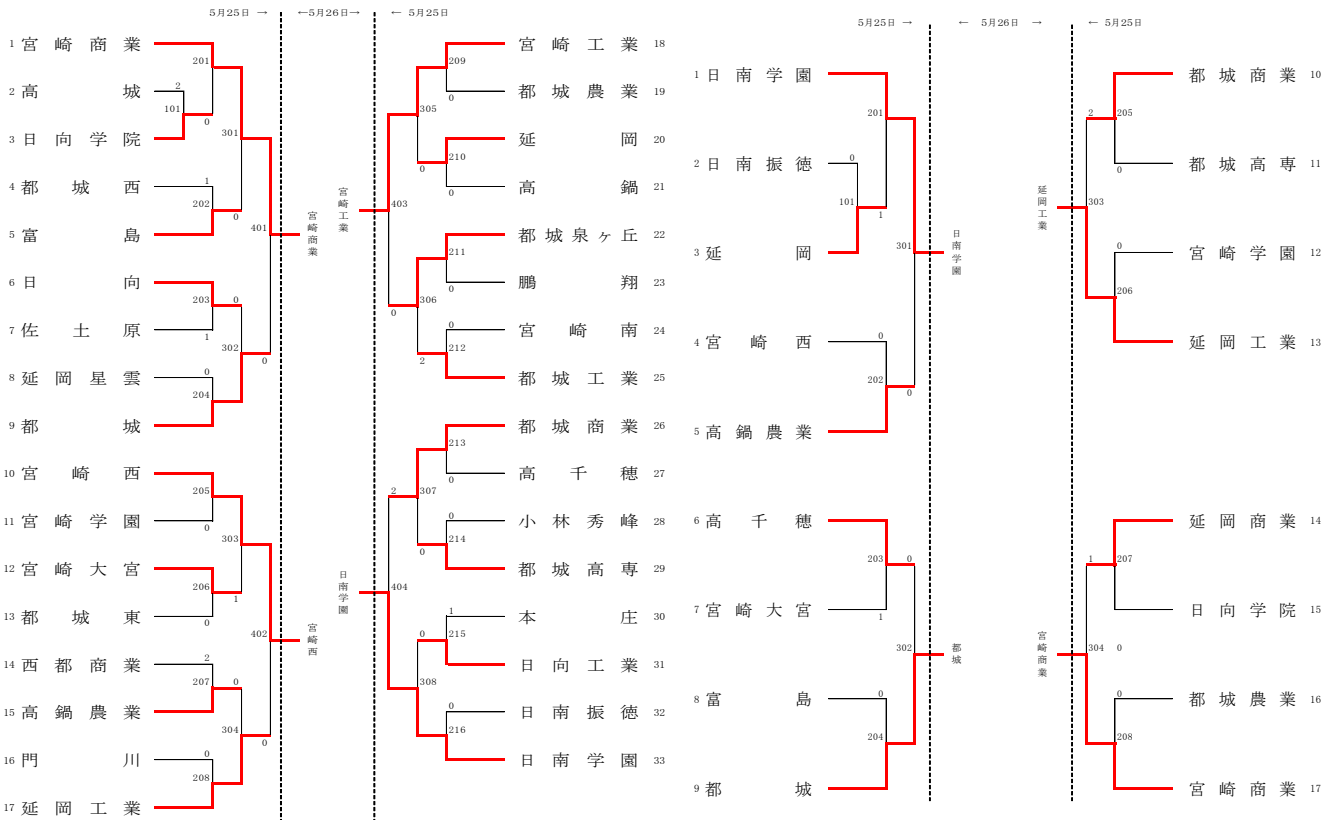 5月25日 → ←5月26日→ ← 5月25日
1 宮崎商業
201
2 高城
2
101
0
3 日向学院
301
4 都城西
1
202
0
5 富島
401
宮崎商業
6 日向
203
0
7 佐土原
1
302
0
8 延岡星雲
0
204
9 都城
10 宮崎西
205
11 宮崎学園
0
303
12 宮崎大宮
206
1
13 都城東
0
402
宮崎西
14 西都商業
2
207
0
15 高鍋農業
304
0
16 門川
0
208
17 延岡工業
宮崎工業 18
209
都城農業 19
0
305
延岡 20
210
0
高鍋 21
0
宮崎工業
403
都城泉ヶ丘 22
211
鵬翔 23
0
306
0
宮崎南 24
0
212
2
都城工業 25
都城商業 26
213
高千穂 27
0
2
307
小林秀峰 28
0
214
0
都城高専 29
日南学園
404
本庄 30
1
215
0
日向工業 31
308
日南振徳 32
0
216
日南学園 33
5月25日 → ← 5月26日 → ← 5月25日
1 日南学園
201
2 日南振徳
0
101
1
3 延岡
301
日南学園
4 宮崎西
0
202
0
5 高鍋農業
6 高千穂
203
0
7 宮崎大宮
1
302
都城
8 富島
0
204
9 都城
都城商業 10
2
205
都城高専 11
0
延岡工業
303
宮崎学園 12
0
206
延岡工業 13
延岡商業 14
1
207
日向学院 15
宮崎商業
304
0
都城農業 16
0
208
宮崎商業 17